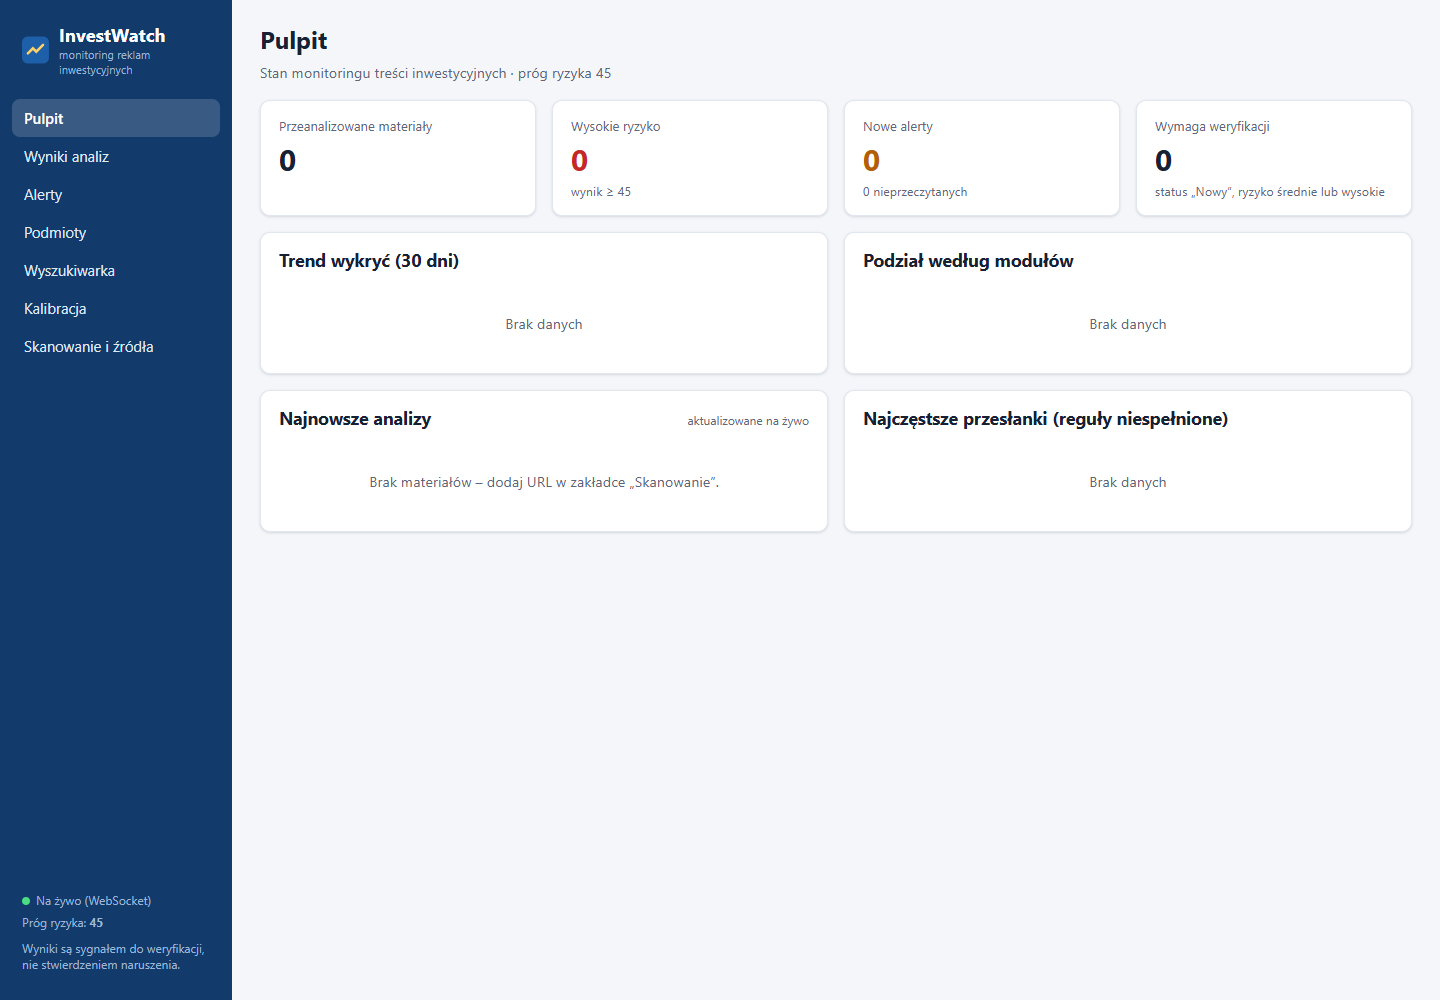 InvestWatch
monitoring reklam
inwestycyjnych
Pulpit
Wyniki analiz
Alerty
Podmioty
Wyszukiwarka
Kalibracja
Skanowanie i źródła
Na żywo (WebSocket)
Próg ryzyka: 45
Wyniki są sygnałem do weryfikacji,
nie stwierdzeniem naruszenia.
Pulpit
Stan monitoringu treści inwestycyjnych · próg ryzyka 45
Przeanalizowane materiały
0
Wysokie ryzyko
0
wynik ≥ 45
Nowe alerty
0
0 nieprzeczytanych
Wymaga weryfikacji
0
status „Nowy”, ryzyko średnie lub wysokie
Trend wykryć (30 dni)
Brak danych
Podział według modułów
Brak danych
Najnowsze analizy
aktualizowane na żywo
Brak materiałów – dodaj URL w zakładce „Skanowanie”.
Najczęstsze przesłanki (reguły niespełnione)
Brak danych